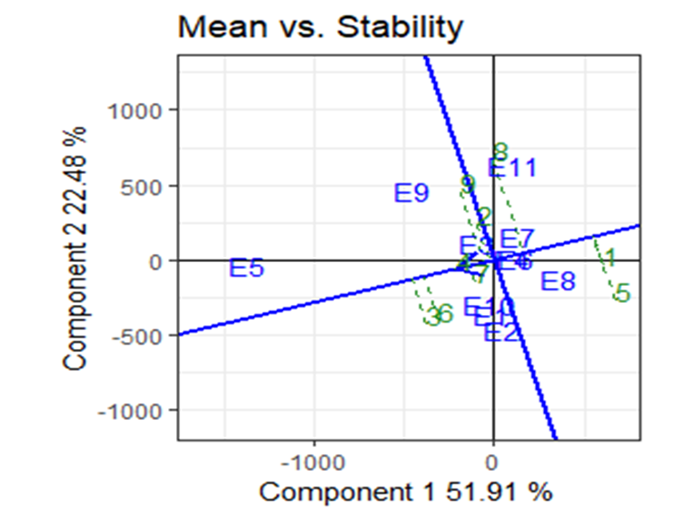 Mean vs. Stability
Component 2 22.48 %
1000
500
0
-500
-1000
8
E11
9
E9
2
E7
E5
E8
1
5
7
3
6
E10
E2
-1000
0
Component 1 51.91 %